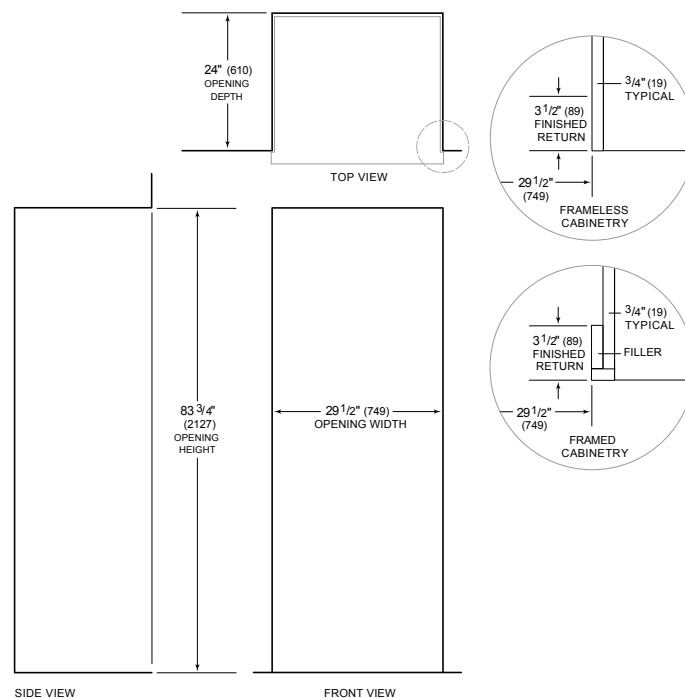 24" (610)
OPENING
DEPTH
TOP VIEW
3/4" (19)
TYPICAL
3 1/2" (89)
FINISHED
RETURN
29 1/2"
(749)
FRAMELESS
CABINETRY
3/4" (19)
TYPICAL
3 1/2" (89)
FINISHED
RETURN
FILLER
29 1/2"
(749)
FRAMED
CABINETRY
83 3/4"
(2127)
OPENING
HEIGHT
29 1/2" (749)
OPENING WIDTH
SIDE VIEW
FRONT VIEW